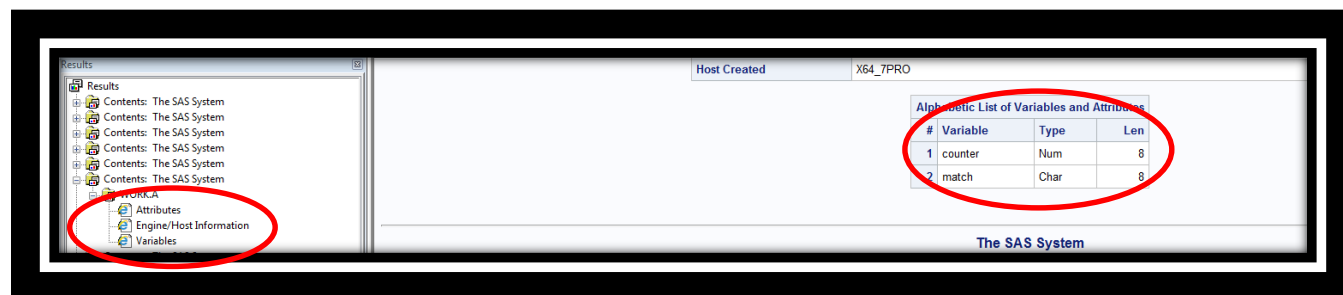 Results
Results
Contents: The SAS System
Contents: The SAS System
Contents: The SAS System
Contents: The SAS System
Contents: The SAS System
Contents: The SAS System
WORK.A
Attributes
Engine/Host Information
Variables
Host Created X64_7PRO
Alphabetic List of Variables and Attributes
# Variable Type Len
1 counter Num 8
2 match Char 8
The SAS System